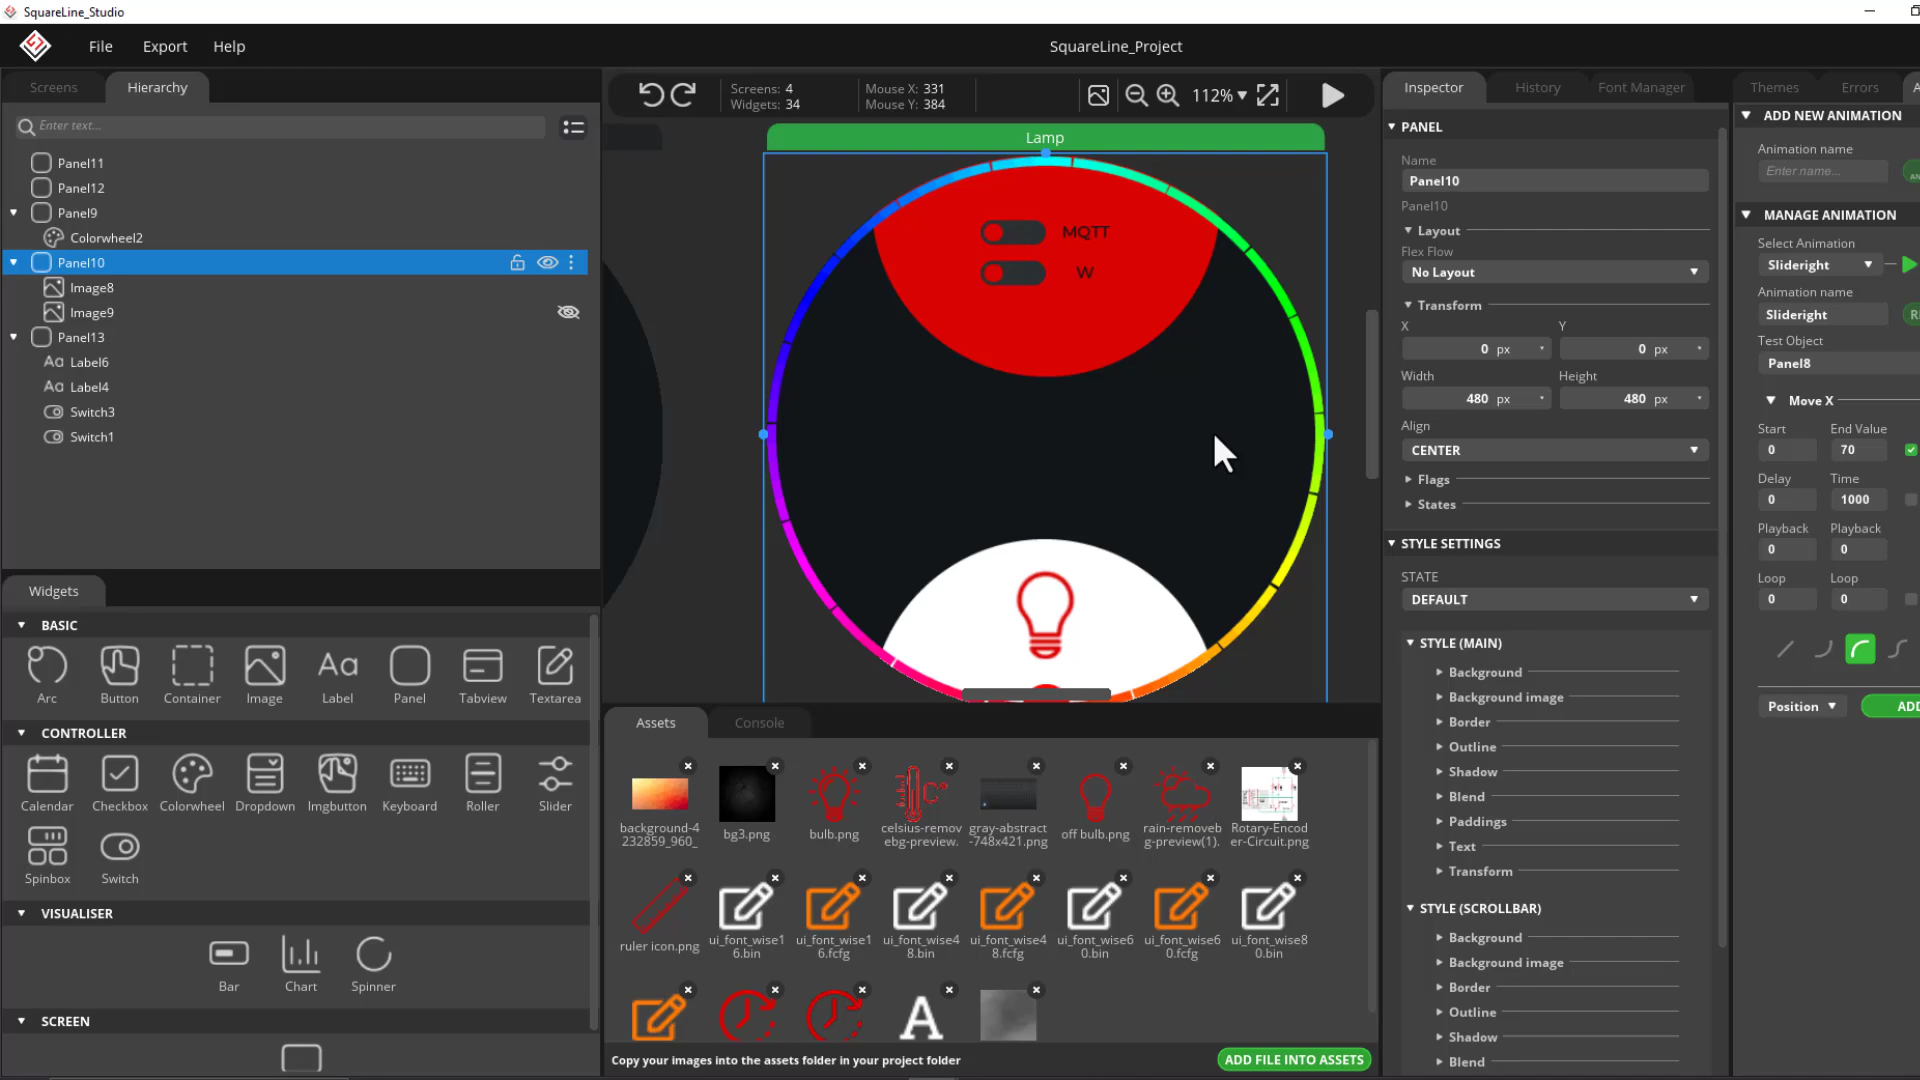 SquareLine_Studio
File Export Help
SquareLine_Project
Screens Hierarchy
Enter text...
Panel11
Panel12
Panel9
Colorwheel2
Panel10
Image8
Image9
Panel13
Aa Label6
Aa Label4
Switch3
Switch1
Widgets
BASIC
Arc Button Container Image Label Panel Tabview Textarea
Aa
CONTROLLER
Calendar Checkbox Colorwheel Dropdown Imgbutton Keyboard Roller Slider
Spinbox Switch
VISUALISER
Bar Chart Spinner
SCREEN
Screens: 4
Widgets: 34
Mouse X: 331
Mouse Y: 384
112%
Lamp
MQTT
W
Assets Console
background-4232859_960_
bg3.png
bulb.png
celsius-removebg-preview.
gray-abstract-748x421.png
off bulb.png
rain-removebg-preview(1).
Rotary-Encoder-Circuit.png
ruler icon.png
ui_font_wise16.bin
ui_font_wise16.fcfg
ui_font_wise48.bin
ui_font_wise48.fcfg
ui_font_wise60.bin
ui_font_wise60.fcfg
ui_font_wise80.bin
A
Copy your images into the assets folder in your project folder
ADD FILE INTO ASSETS
Inspector History Font Manager
PANEL
Name
Panel10
Panel10
Layout
Flex Flow
No Layout
Transform
X Y
0 px 0 px
Width Height
480 px 480 px
Align
CENTER
Flags
States
STYLE SETTINGS
STATE
DEFAULT
STYLE (MAIN)
Background
Background image
Border
Outline
Shadow
Blend
Paddings
Text
Transform
STYLE (SCROLLBAR)
Background
Background image
Border
Outline
Shadow
Blend
Themes Errors A
ADD NEW ANIMATION
Animation name
Enter name... AN
MANAGE ANIMATION
Select Animation
Slideright
Animation name
Slideright R
Test Object
Panel8
Move X
Start End Value
0 70
Delay Time
0 1000
Playback Playback
0 0
Loop Loop
0 0
Position ADD